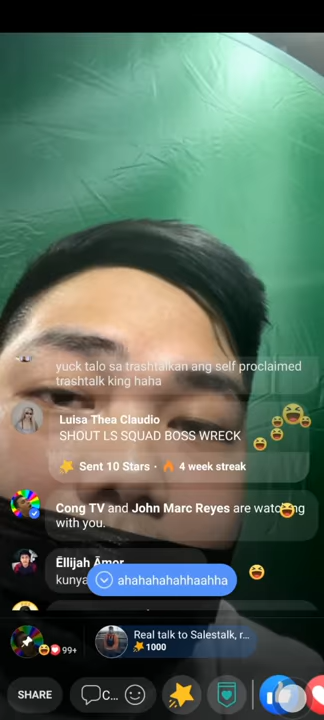 yuck talo sa trashtalkan ang self proclaimed
trashtalk king haha
Luisa Thea Claudio
SHOUT LS SQUAD BOSS WRECK
Sent 10 Stars · 4 week streak
Cong TV and John Marc Reyes are watching
with you.
Ëllijah Ämor
kunya
ahahahahahhaahha
99+
Real talk to Salestalk, r...
1000
SHARE
C...